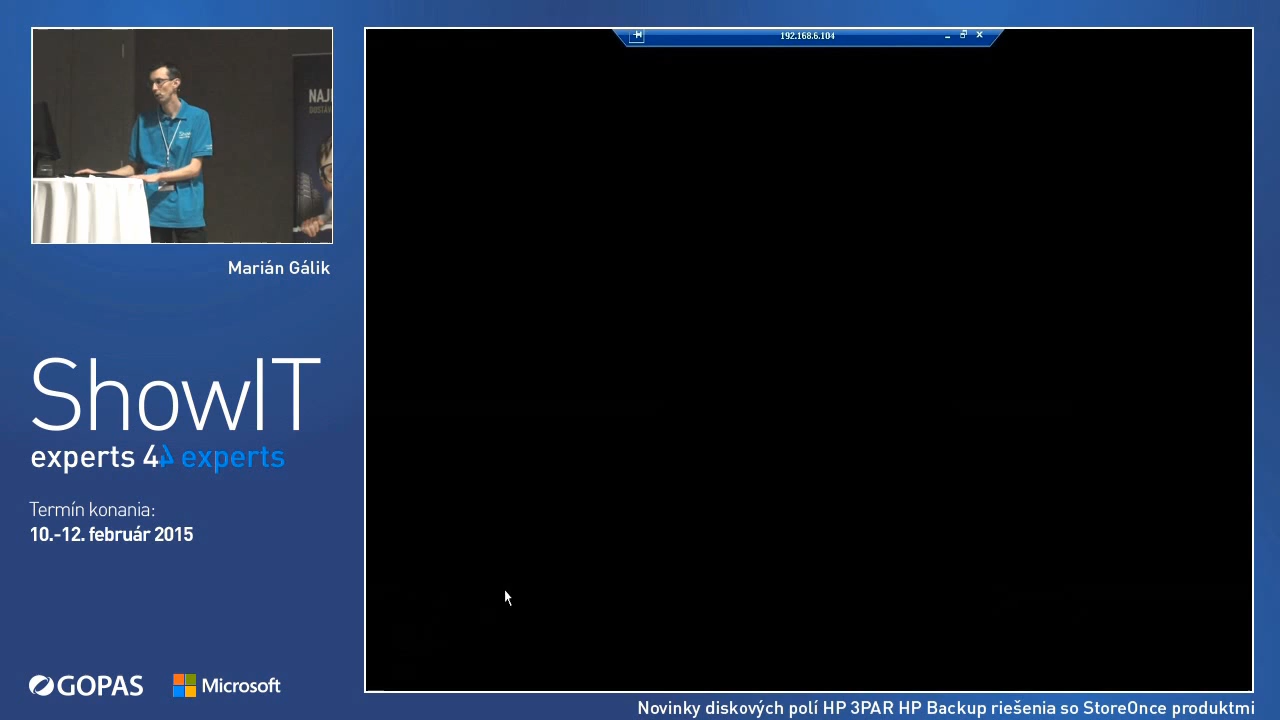 192.168.6.104
NAJ
Marián Gálik
ShowIT
experts 4 experts
Termín konania:
10.-12. február 2015
GOPAS
Microsoft
Novinky diskových polí HP 3PAR HP Backup riešenia so StoreOnce produktmi